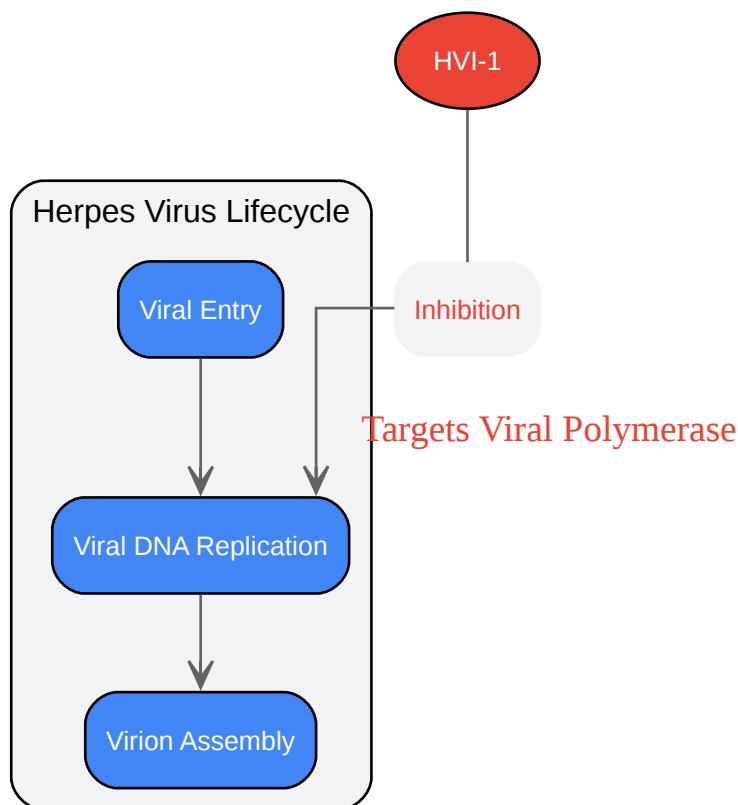 HVI-1
Herpes Virus Lifecycle
Viral Entry
Inhibition
Targets Viral Polymerase
Viral DNA Replication
Virion Assembly